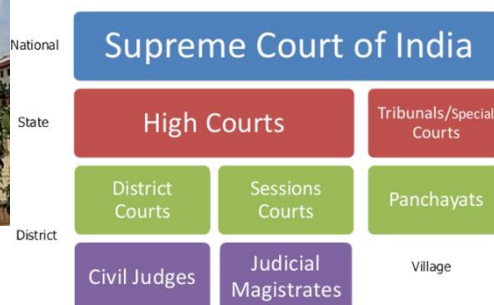 National
Supreme Court of India
State
High Courts
Tribunals/Special
Courts
District
Courts
Sessions
Courts
Panchayats
District
Civil Judges
Judicial
Magistrates
Village